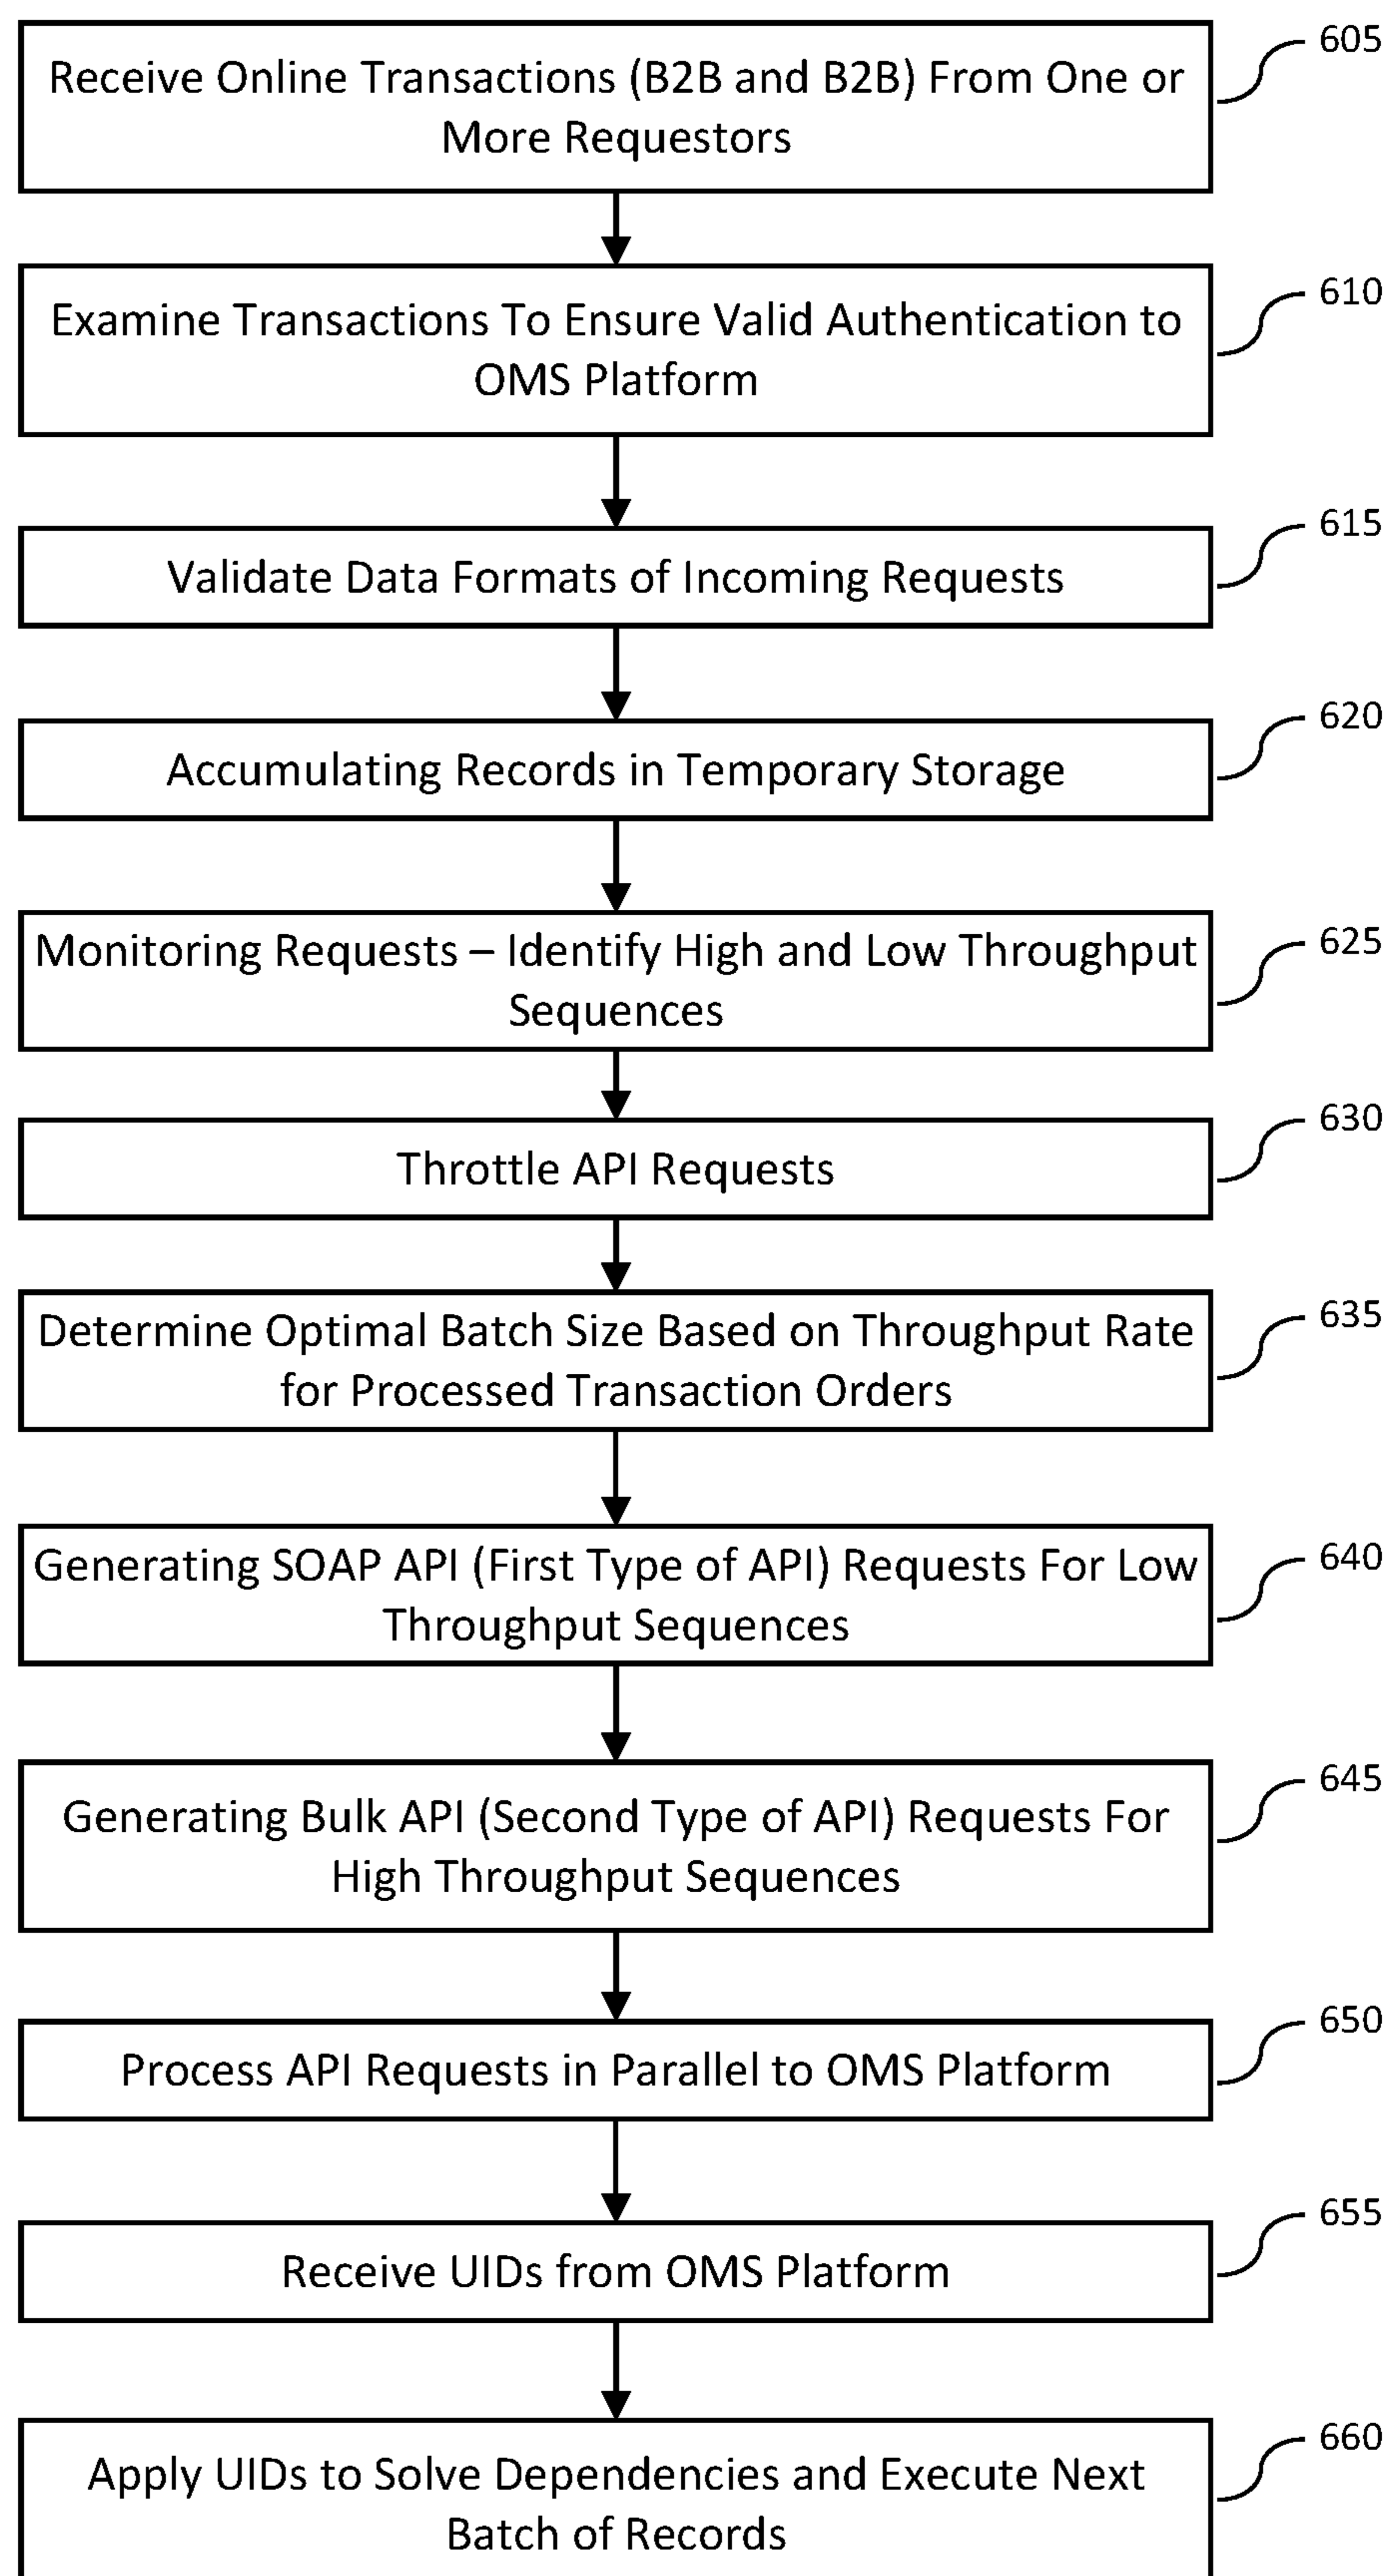 Receive Online Transactions (B2B and B2B) From One or
More Requestors
605
Examine Transactions To Ensure Valid Authentication to
OMS Platform
610
Validate Data Formats of Incoming Requests
615
Accumulating Records in Temporary Storage
620
Monitoring Requests – Identify High and Low Throughput
Sequences
625
Throttle API Requests
630
Determine Optimal Batch Size Based on Throughput Rate
for Processed Transaction Orders
635
Generating SOAP API (First Type of API) Requests For Low
Throughput Sequences
640
Generating Bulk API (Second Type of API) Requests For
High Throughput Sequences
645
Process API Requests in Parallel to OMS Platform
650
Receive UIDs from OMS Platform
655
Apply UIDs to Solve Dependencies and Execute Next
Batch of Records
660